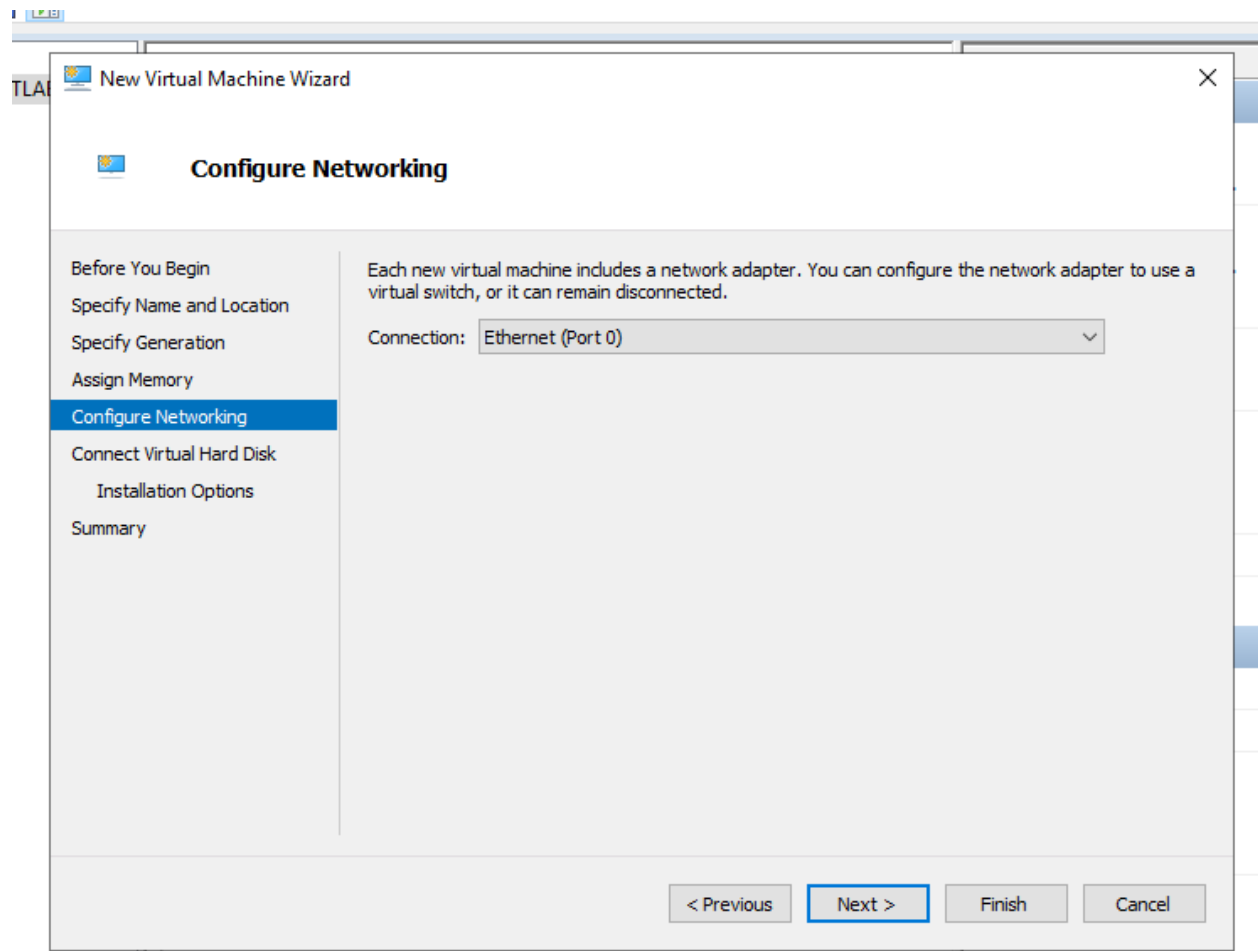 TLAB
New Virtual Machine Wizard
Configure Networking
Before You Begin
Specify Name and Location
Specify Generation
Assign Memory
Configure Networking
Connect Virtual Hard Disk
Installation Options
Summary
Each new virtual machine includes a network adapter. You can configure the network adapter to use a
virtual switch, or it can remain disconnected.
Connection: Ethernet (Port 0)
< Previous Next > Finish Cancel